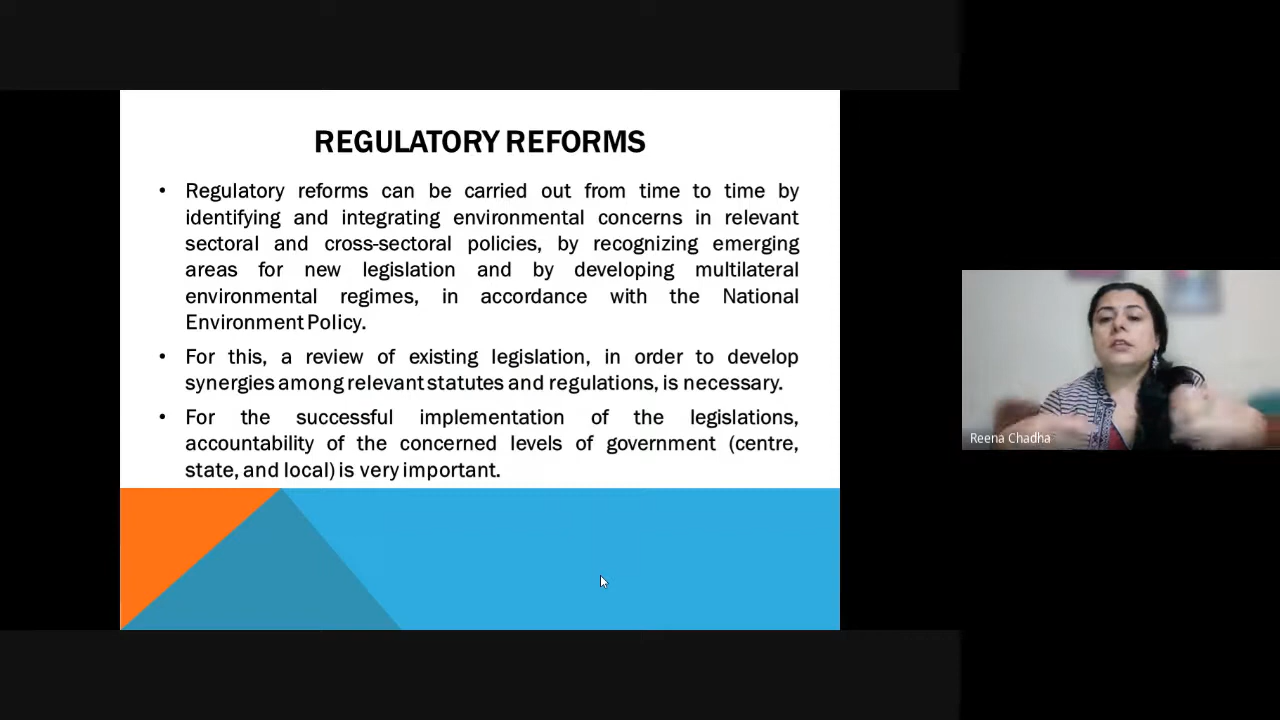 REGULATORY REFORMS
• Regulatory reforms can be carried out from time to time by
identifying and integrating environmental concerns in relevant
sectoral and cross-sectoral policies, by recognizing emerging
areas for new legislation and by developing multilateral
environmental regimes, in accordance with the National
Environment Policy.
• For this, a review of existing legislation, in order to develop
synergies among relevant statutes and regulations, is necessary.
• For the successful implementation of the legislations,
accountability of the concerned levels of government (centre,
state, and local) is very important.
Reena Chadha